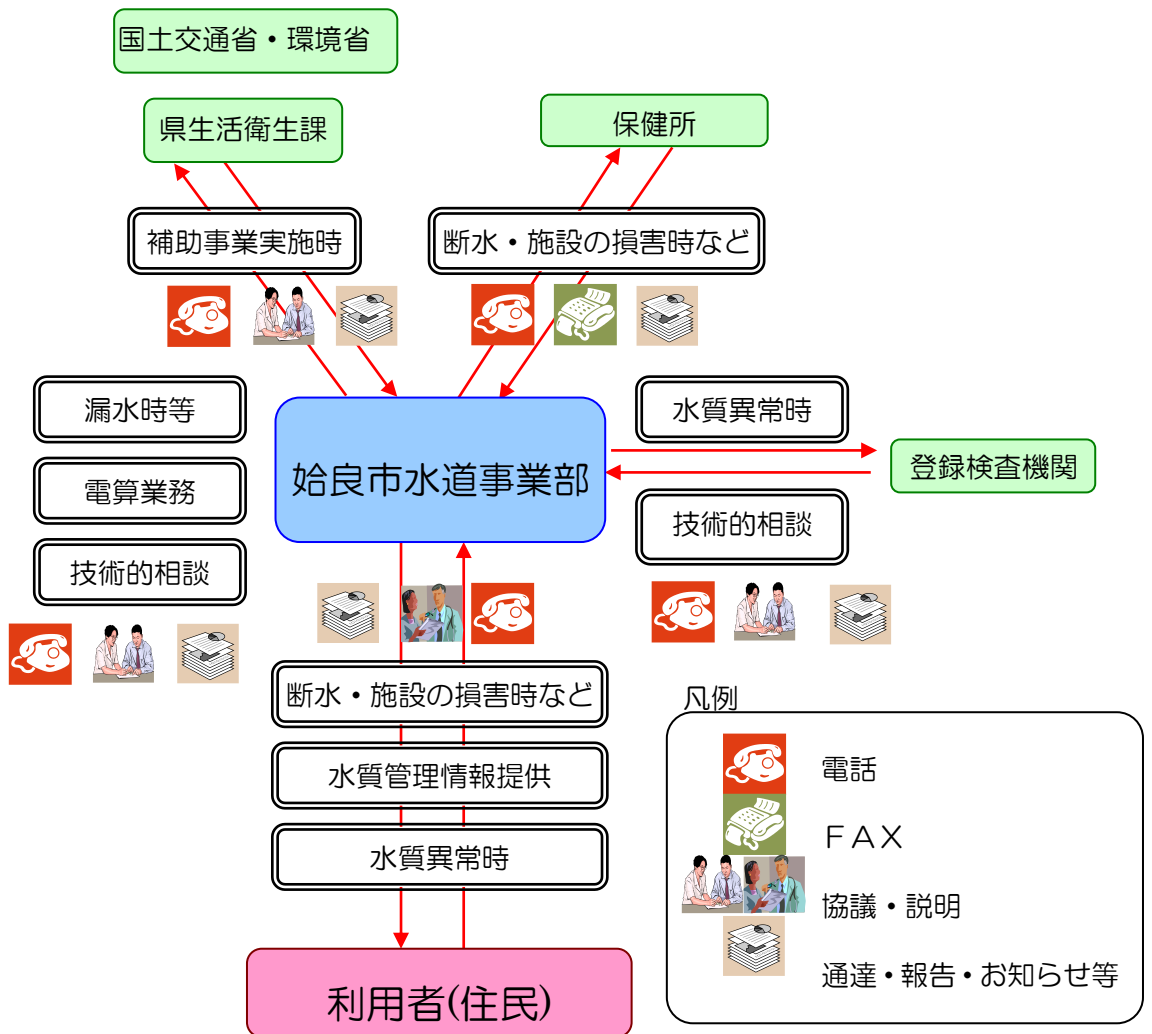 国土交通省・環境省
県生活衛生課
保健所
補助事業実施時
断水・施設の損害時など
漏水時等
電算業務
技術的相談
姶良市水道事業部
水質異常時
登録検査機関
技術的相談
断水・施設の損害時など
水質管理情報提供
水質異常時
利用者(住民)
凡例
電話
ＦＡＸ
協議・説明
通達・報告・お知らせ等